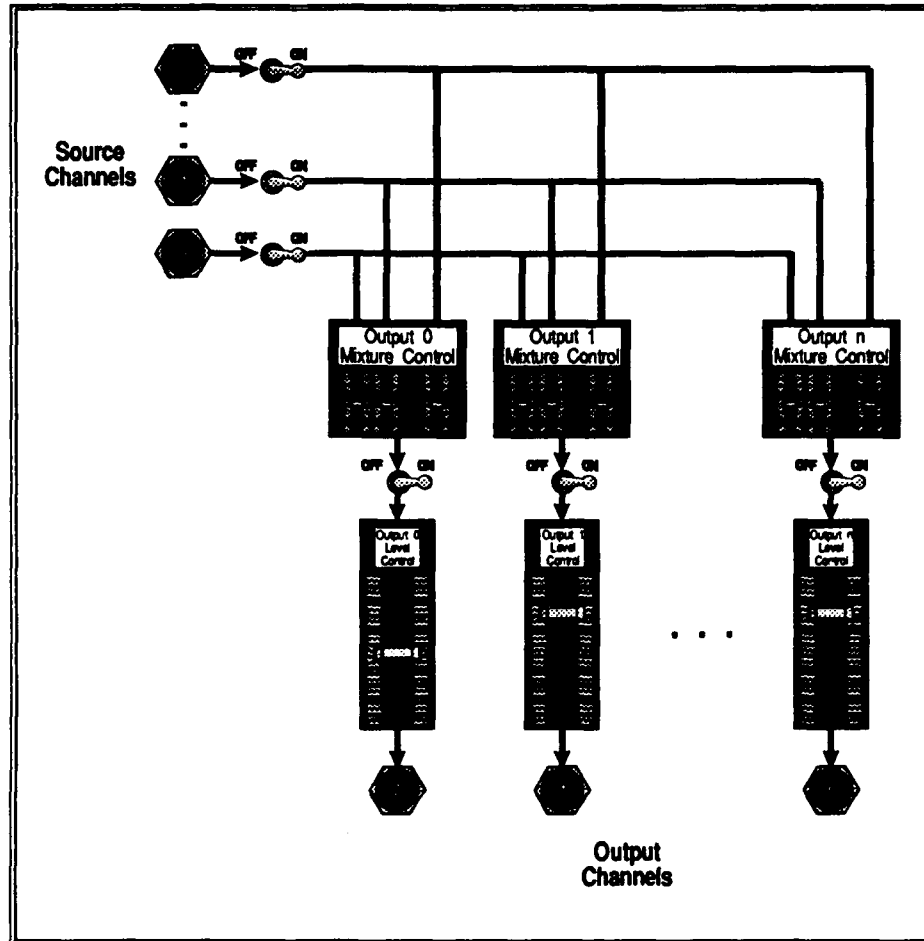 OFF ON
Source
Channels
OFF ON
OFF ON
Output 0
Mixture Control
Output 1
Mixture Control
Output n
Mixture Control
OFF ON
OFF ON
OFF ON
Output 0
Level
Control
Output 1
Level
Control
Output n
Level
Control
Output
Channels